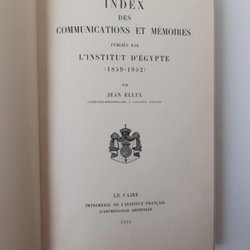 INDEX
DES
COMMUNICATIONS ET MÉMOIRES
PUBLIÉS PAR
L'INSTITUT D'ÉGYPTE
(1859-1952)
PAR
JEAN ELLUL
LE CAIRE
IMPRIMERIE DE L'INSTITUT FRANÇAIS
D'ARCHÉOLOGIE ORIENTALE